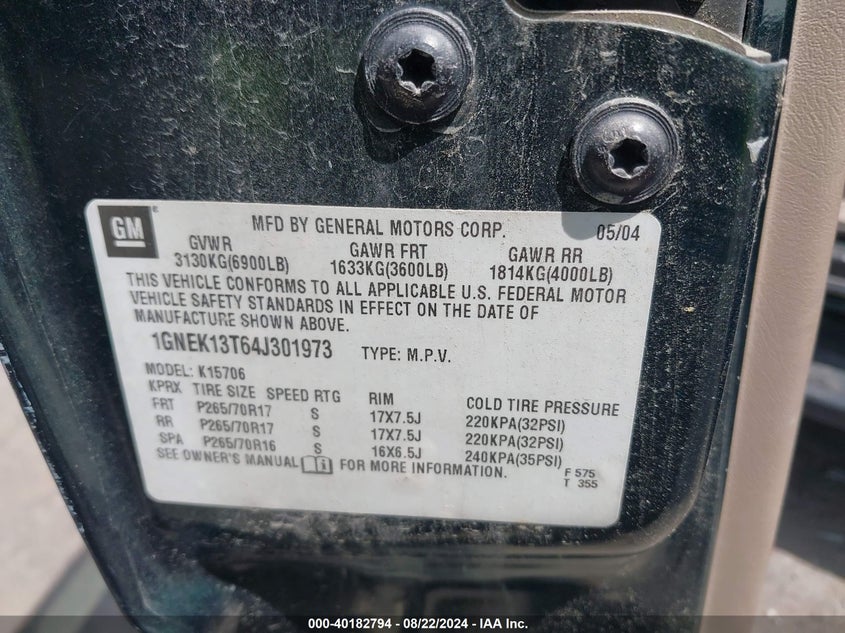 GM
MFD BY GENERAL MOTORS CORP. 05/04
GVWR GAWR FRT GAWR RR
3130KG(6900LB) 1633KG(3600LB) 1814KG(4000LB)
THIS VEHICLE CONFORMS TO ALL APPLICABLE U.S. FEDERAL MOTOR
VEHICLE SAFETY STANDARDS IN EFFECT ON THE DATE OF
MANUFACTURE SHOWN ABOVE.
1GNEK13T64J301973 TYPE: M.P.V.
MODEL: K15706
KPRX TIRE SIZE SPEED RTG RIM COLD TIRE PRESSURE
FRT P265/70R17 S 17X7.5J 220KPA(32PSI)
RR P265/70R17 S 17X7.5J 220KPA(32PSI)
SPA P265/70R16 S 16X6.5J 240KPA(35PSI)
SEE OWNER'S MANUAL FOR MORE INFORMATION. F 575
T 355
000-40182794 - 08/22/2024 - IAA Inc.